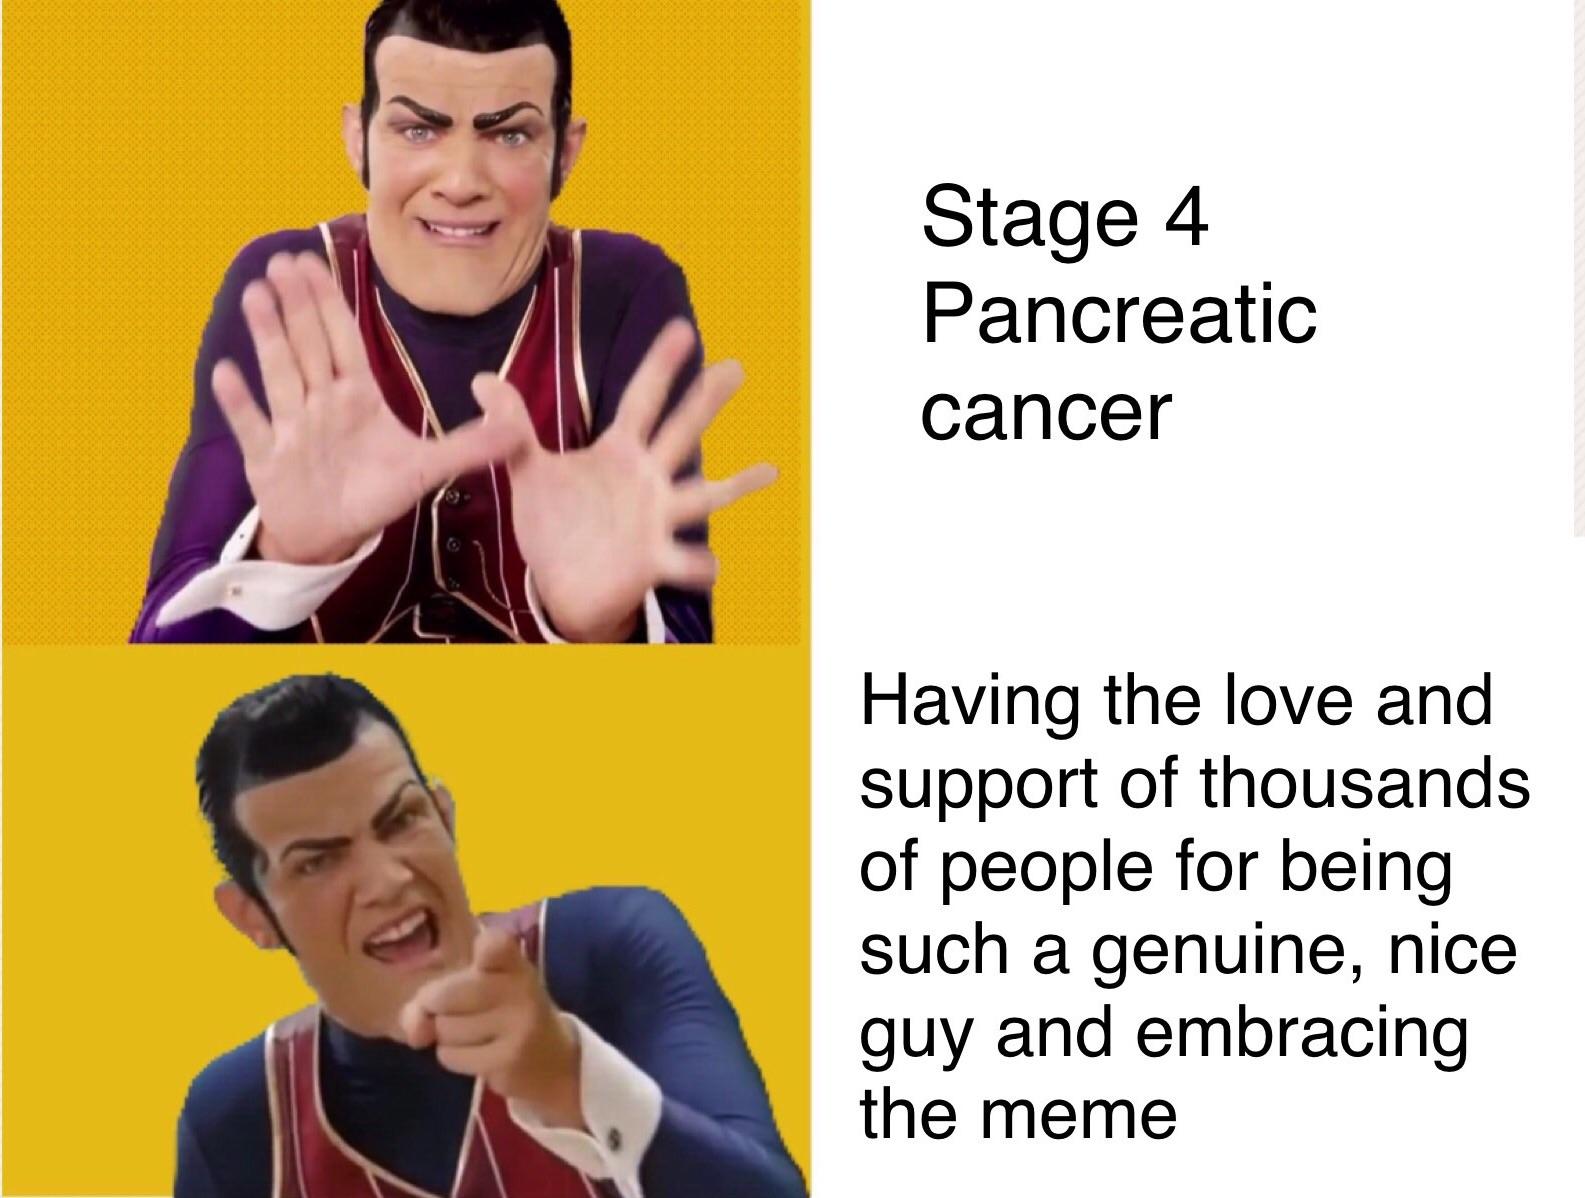 Stage 4
Pancreatic
cancer
Having the love and
support of thousands
of people for being
such a genuine, nice
guy and embracing
the meme